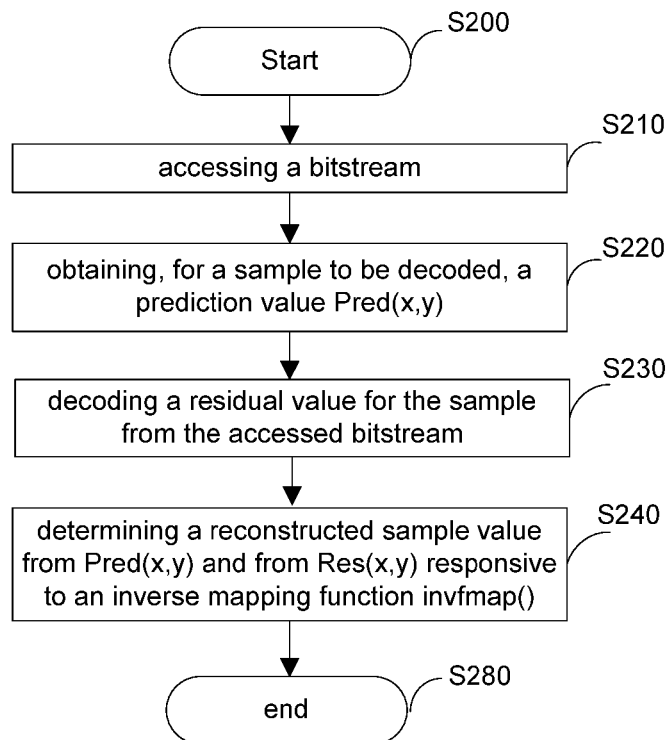 S200
Start
S210
accessing a bitstream
S220
obtaining, for a sample to be decoded, a
prediction value Pred(x,y)
S230
decoding a residual value for the sample
from the accessed bitstream
S240
determining a reconstructed sample value
from Pred(x,y) and from Res(x,y) responsive
to an inverse mapping function invfmap()
S280
end